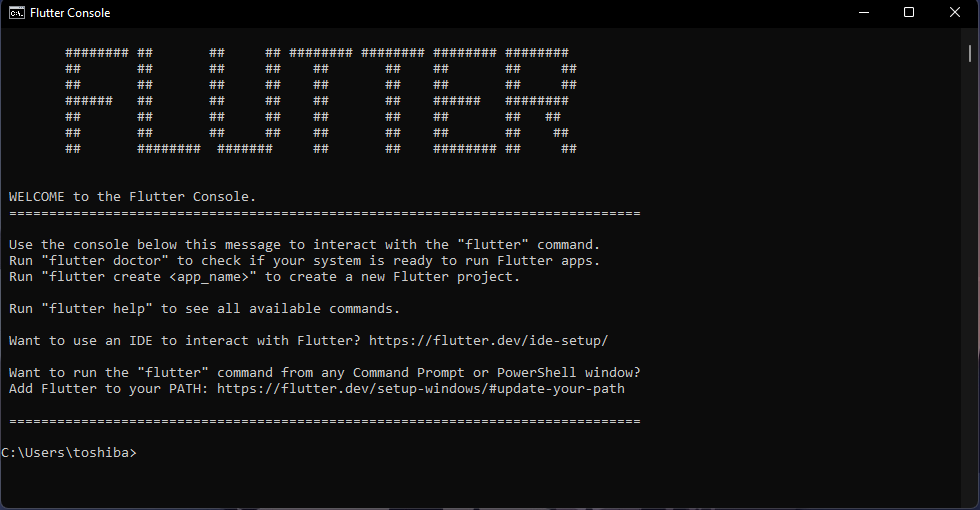 Flutter Console
FLUTTER
WELCOME to the Flutter Console.
===============================================================================
Use the console below this message to interact with the "flutter" command.
Run "flutter doctor" to check if your system is ready to run Flutter apps.
Run "flutter create <app_name>" to create a new Flutter project.
Run "flutter help" to see all available commands.
Want to use an IDE to interact with Flutter? https://flutter.dev/ide-setup/
Want to run the "flutter" command from any Command Prompt or PowerShell window?
Add Flutter to your PATH: https://flutter.dev/setup-windows/#update-your-path
===============================================================================
C:\Users\toshiba>